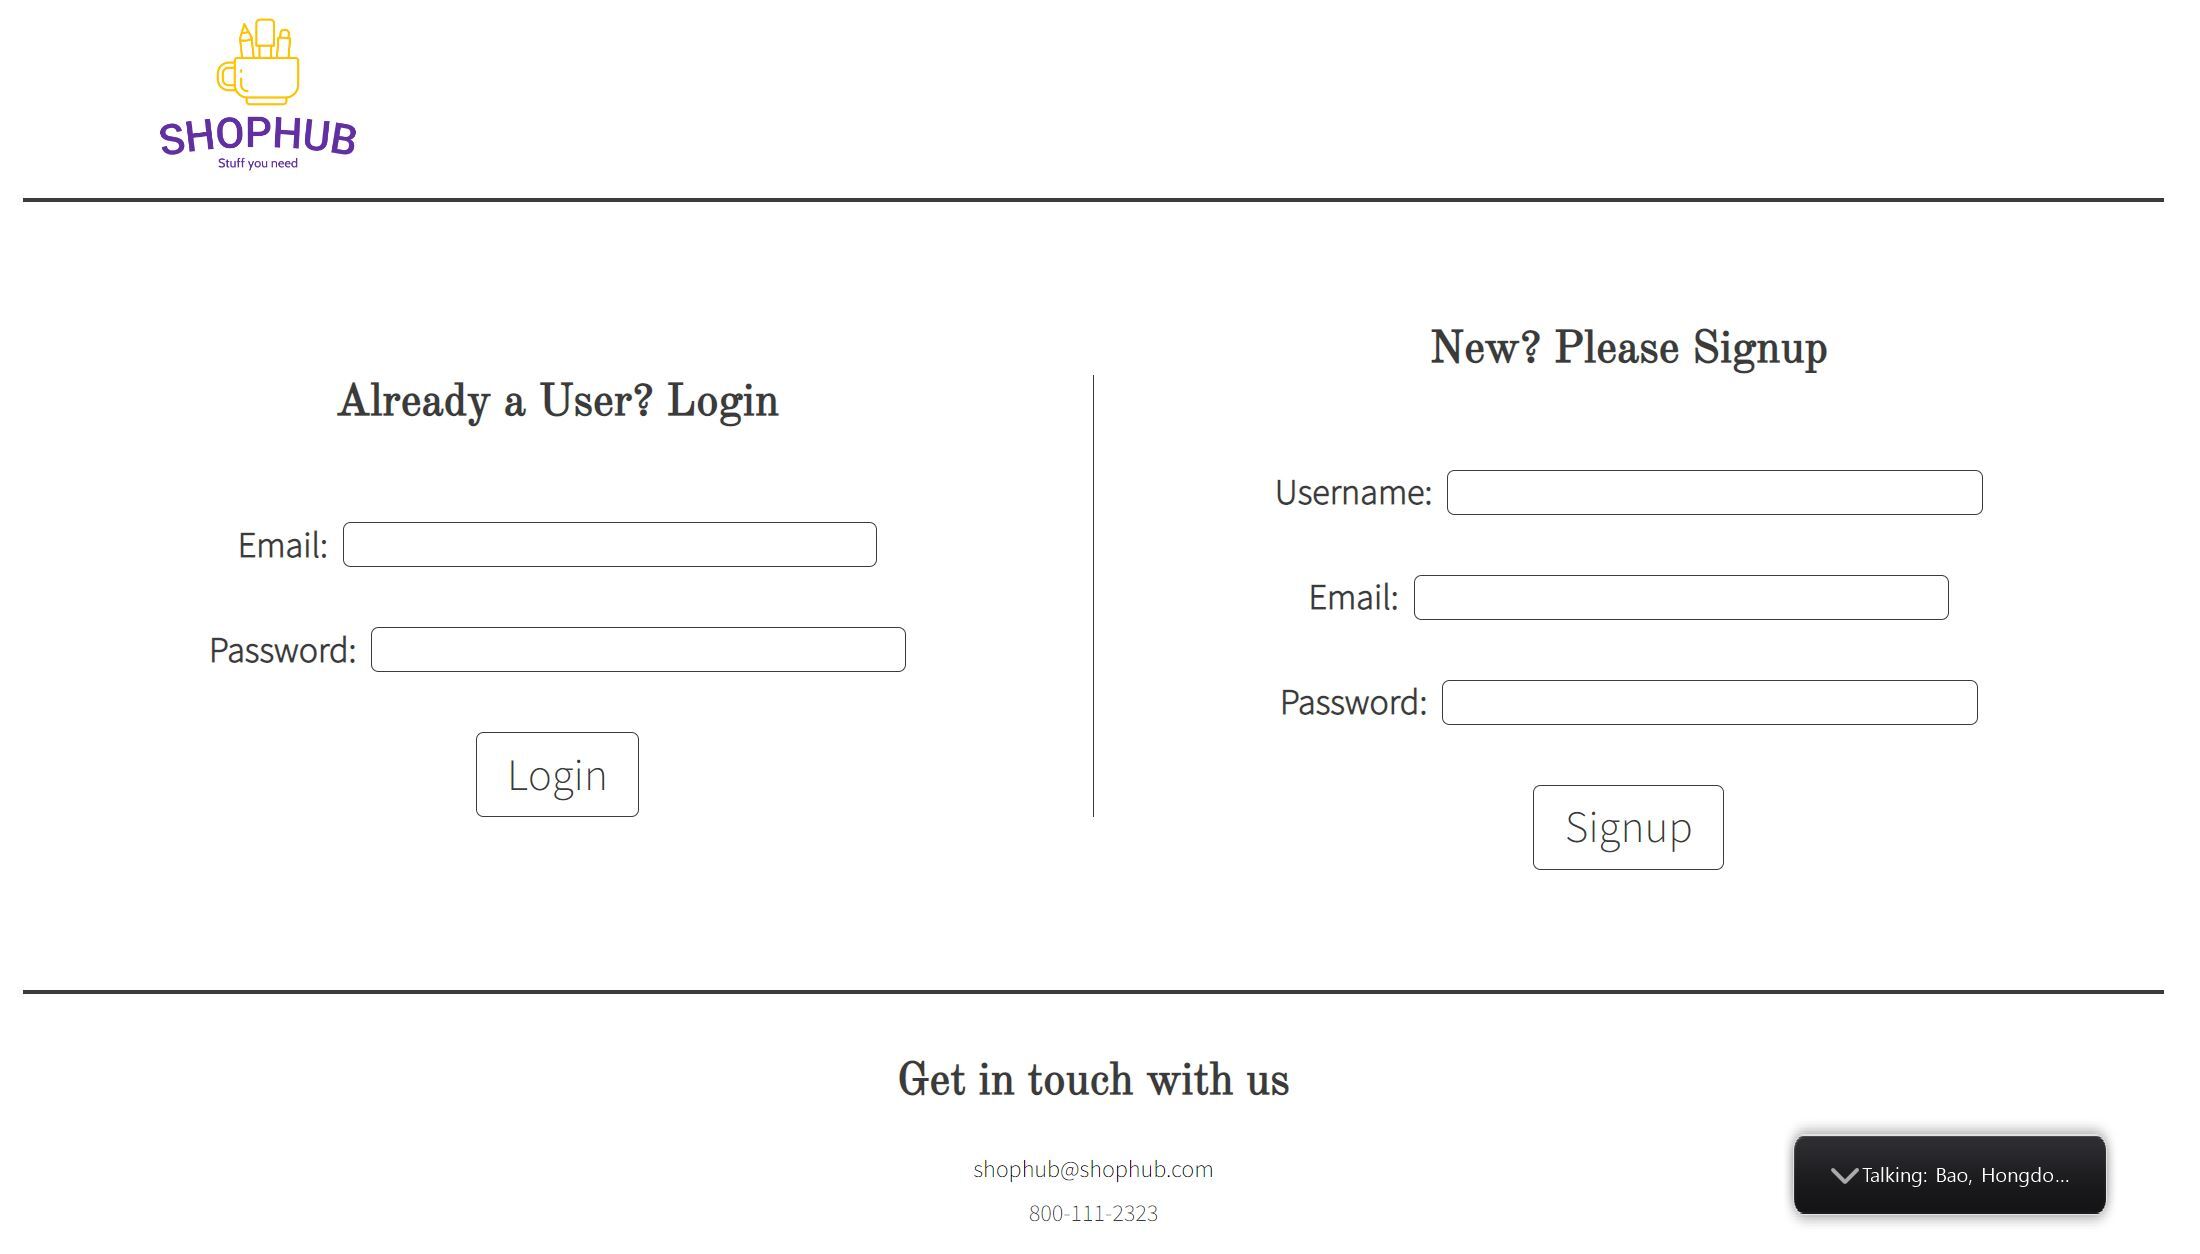 SHOPHUB
Stuff you need
Already a User? Login
Email:
Password:
Login
New? Please Signup
Username:
Email:
Password:
Signup
Get in touch with us
shophub@shophub.com
800-111-2323
Talking: Bao, Hongdo...